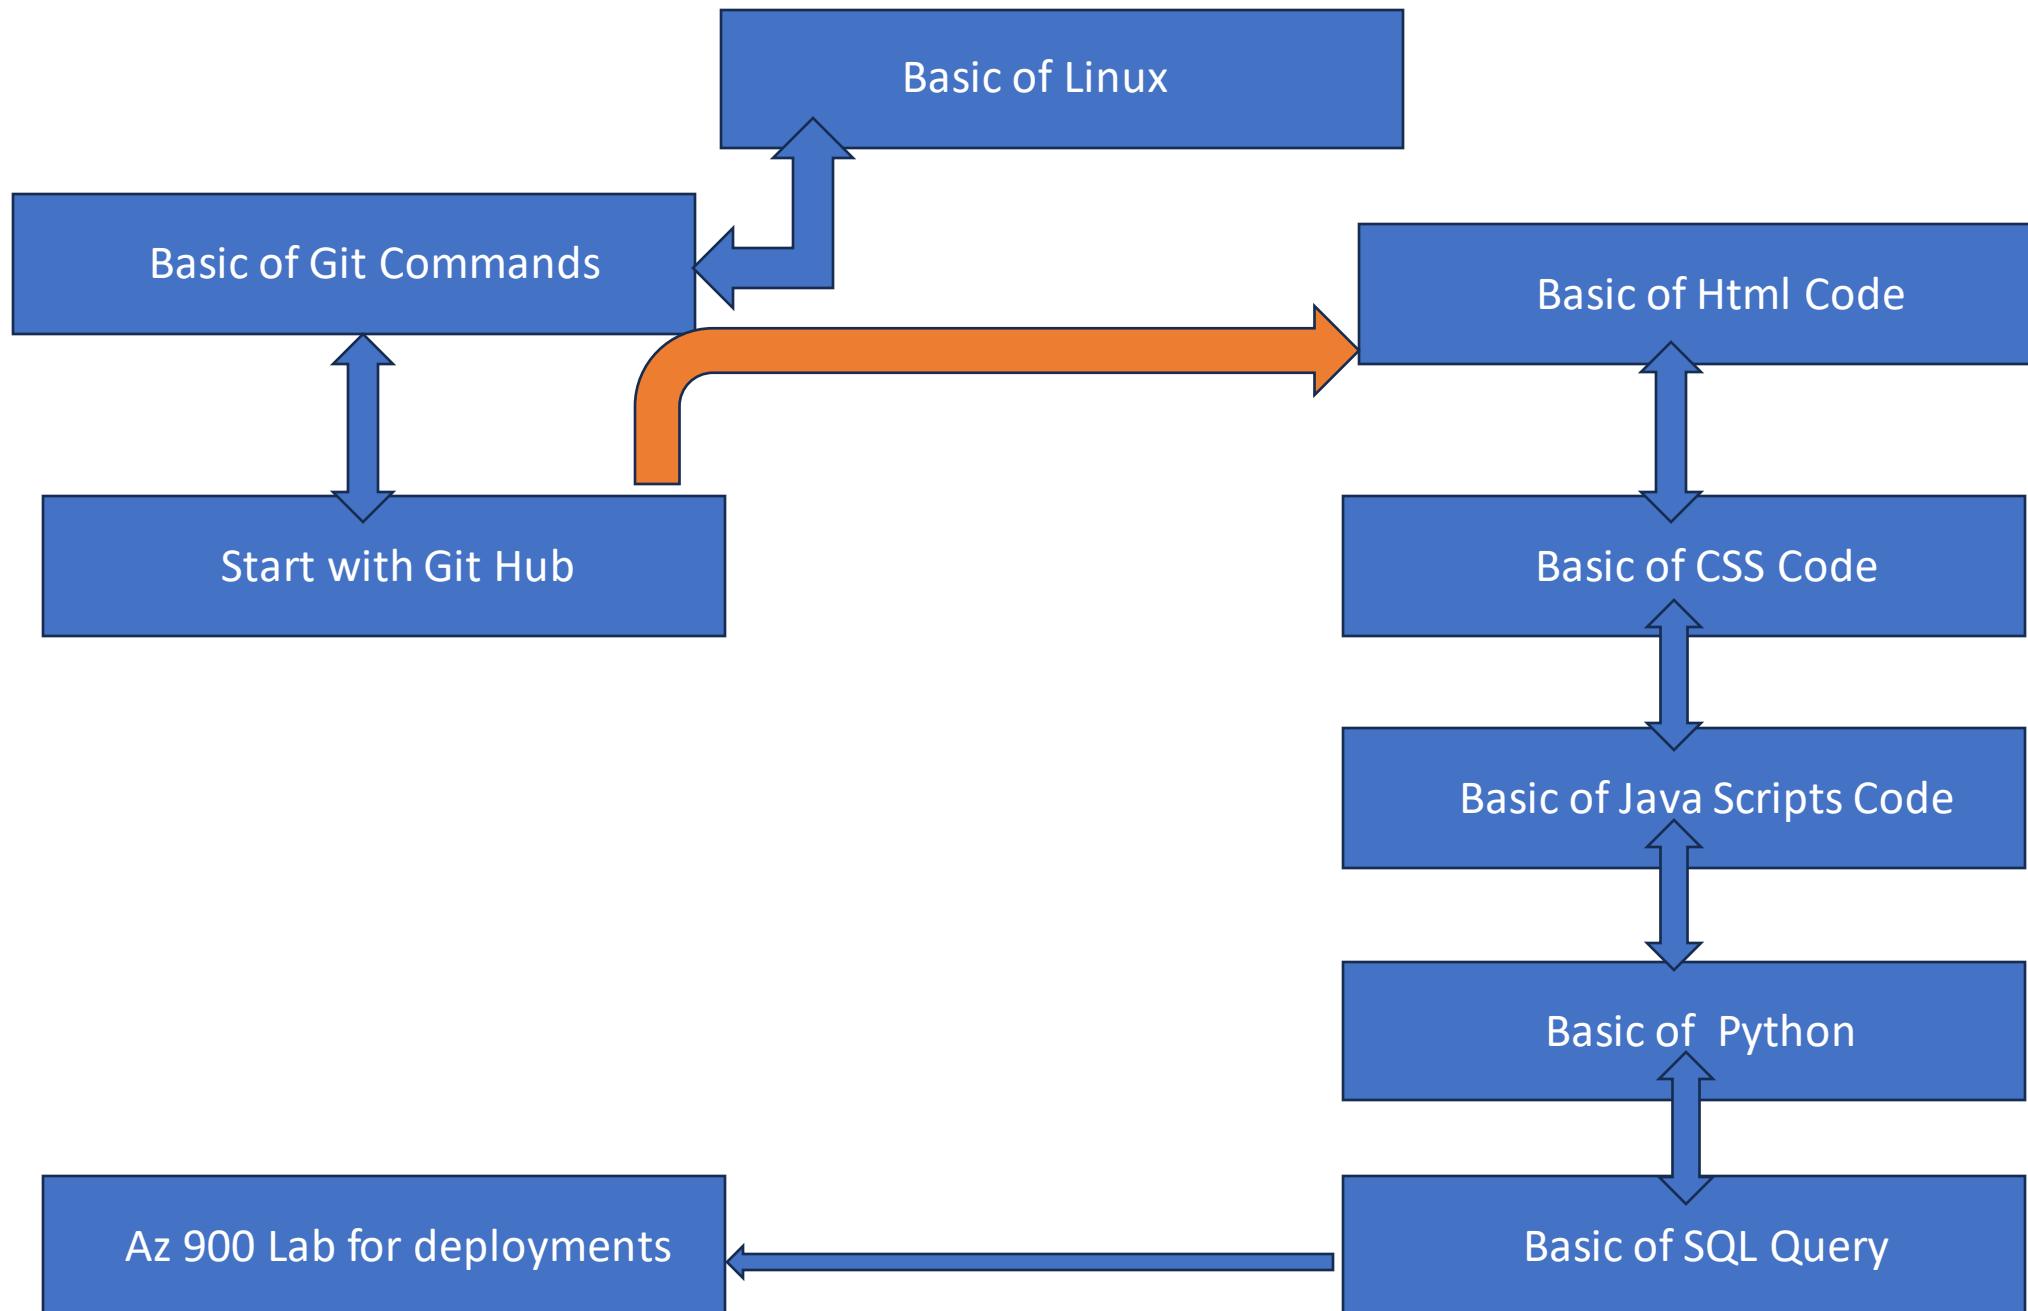 Basic of Linux
Basic of Git Commands
Basic of Html Code
Start with Git Hub
Basic of CSS Code
Basic of Java Scripts Code
Basic of  Python
Az 900 Lab for deployments
Basic of SQL Query